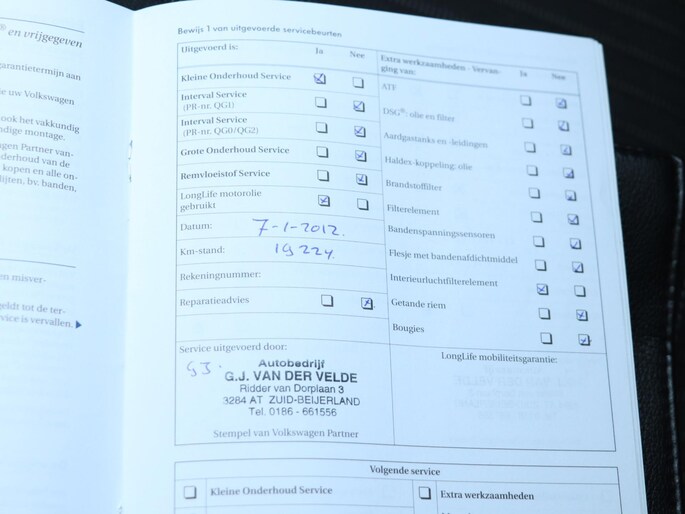 ® en vrijgegeven
garantietermijn aan
e uw Volkswagen
ook het vakkundig
ndige montage.
gen Partner van-
derhoud van de
kopen en alle on-
lijten, bv. banden,
en misver-
geldt tot de ter-
vice is vervallen.
Bewijs 1 van uitgevoerde servicebeurten
Uitgevoerd is: Ja Nee
Kleine Onderhoud Service
Interval Service
(PR-nr. QG1)
Interval Service
(PR-nr. QG0/QG2)
Grote Onderhoud Service
Remvloeistof Service
LongLife motorolie
gebruikt
Datum: 7-1-2012.
Km-stand: 19224.
Rekeningnummer:
Reparatieadvies
Extra werkzaamheden - Vervan-
ging van: Ja Nee
ATF
DSG®: olie en filter
Aardgastanks en -leidingen
Haldex-koppeling: olie
Brandstoffilter
Filterelement
Bandenspanningssensoren
Flesje met bandenafdichtmiddel
Interieurluchtfilterelement
Getande riem
Bougies
Service uitgevoerd door:
Autobedrijf
G.J. VAN DER VELDE
Ridder van Dorplaan 3
3284 AT ZUID-BEIJERLAND
Tel. 0186 - 661556
Stempel van Volkswagen Partner
LongLife mobiliteitsgarantie:
Volgende service
Kleine Onderhoud Service
Extra werkzaamheden